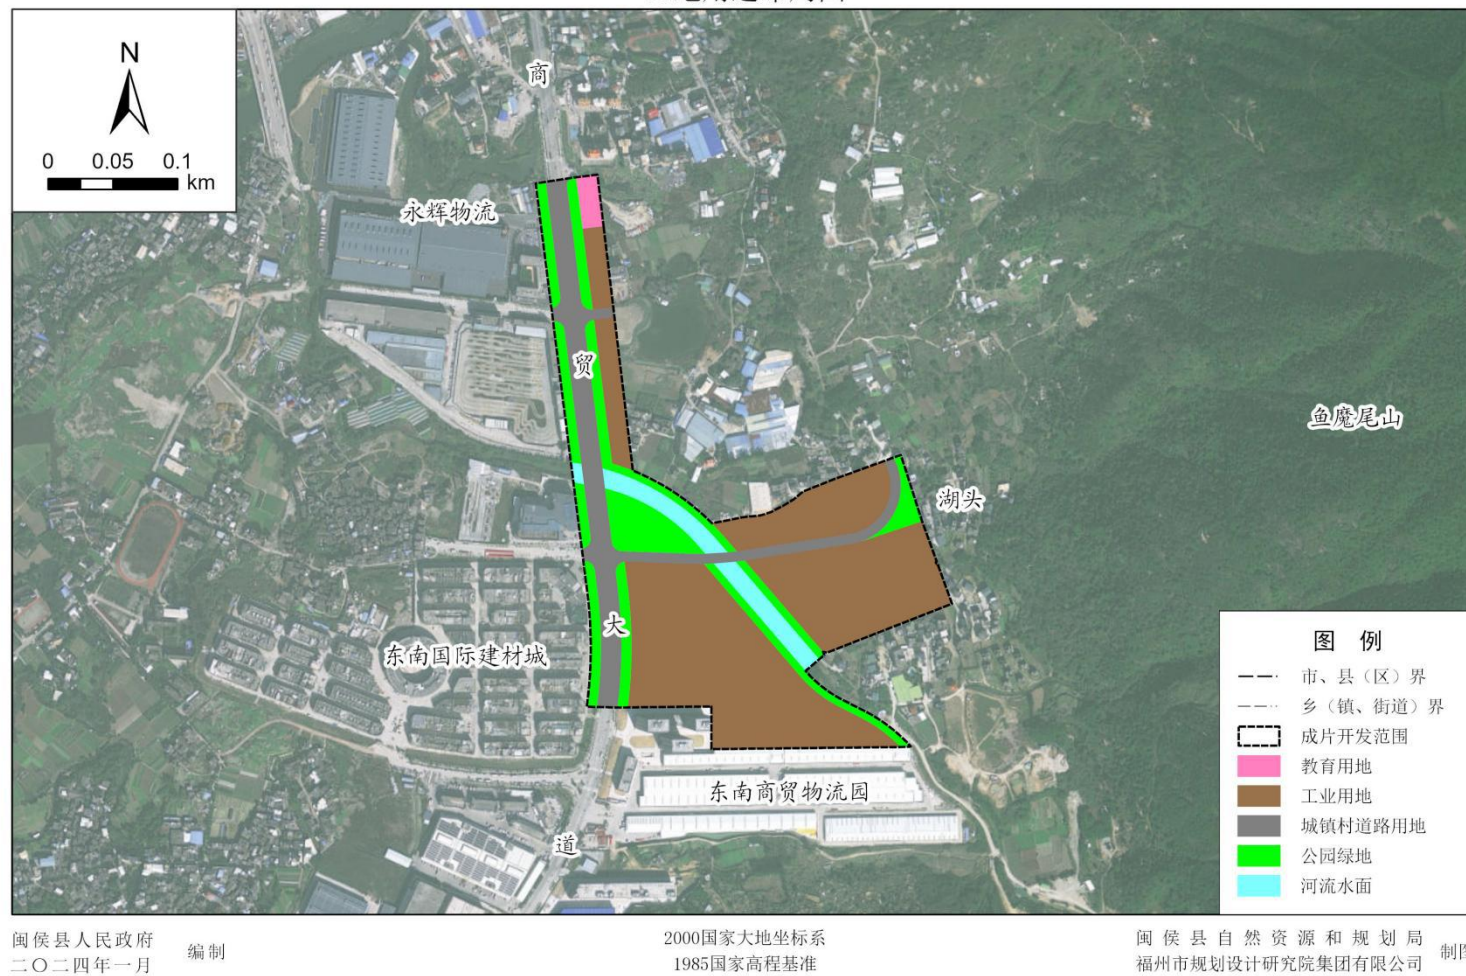 N
0 0.05 0.1
km
商
永辉物流
贸
鱼魔尾山
湖头
大
东南国际建材城
东南商贸物流园
道
图 例
市、县（区）界
乡（镇、街道）界
成片开发范围
教育用地
工业用地
城镇村道路用地
公园绿地
河流水面
闽侯县人民政府 编制
二〇二四年一月
2000国家大地坐标系
1985国家高程基准
闽侯县自然资源和规划局
福州市规划设计研究院集团有限公司
制图